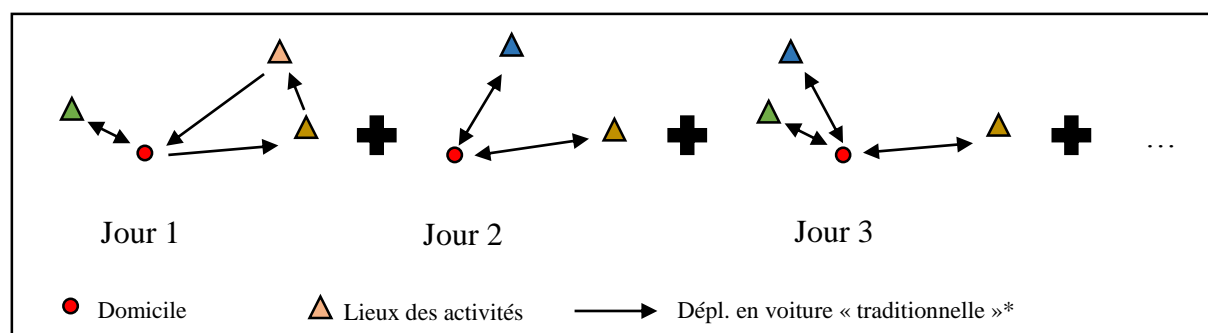 …
Jour 1 Jour 2 Jour 3
Domicile Lieux des activités Dépl. en voiture « traditionnelle »*